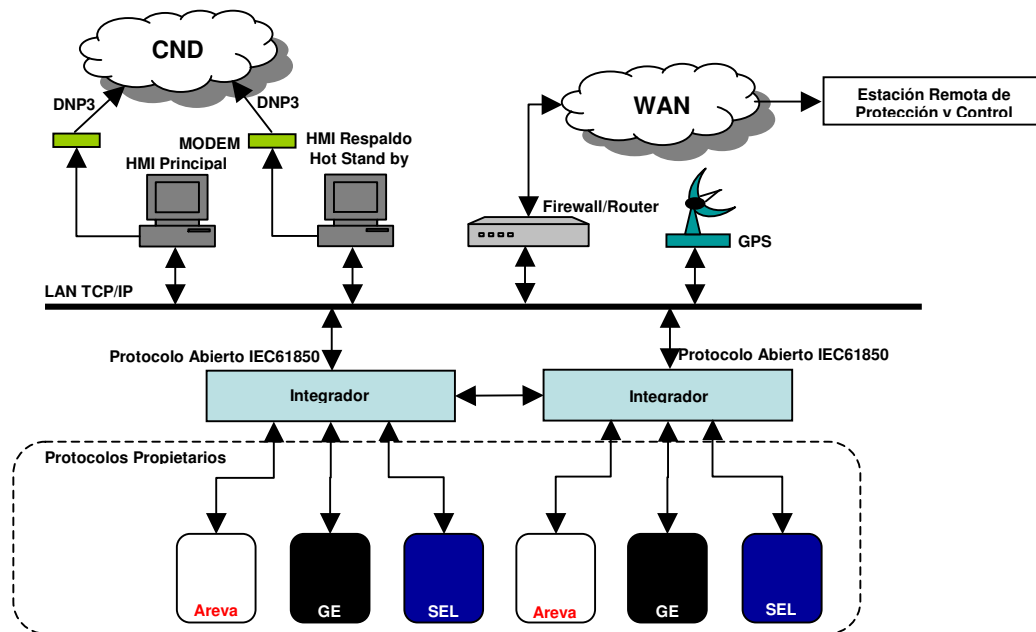 CND
DNP3
DNP3
MODEM
HMI Principal
HMI Respaldo
Hot Stand by
WAN
Estación Remota de
Protección y Control
Firewall/Router
GPS
LAN TCP/IP
Protocolo Abierto IEC61850
Protocolo Abierto IEC61850
Integrador
Integrador
Protocolos Propietarios
Areva
GE
SEL
Areva
GE
SEL